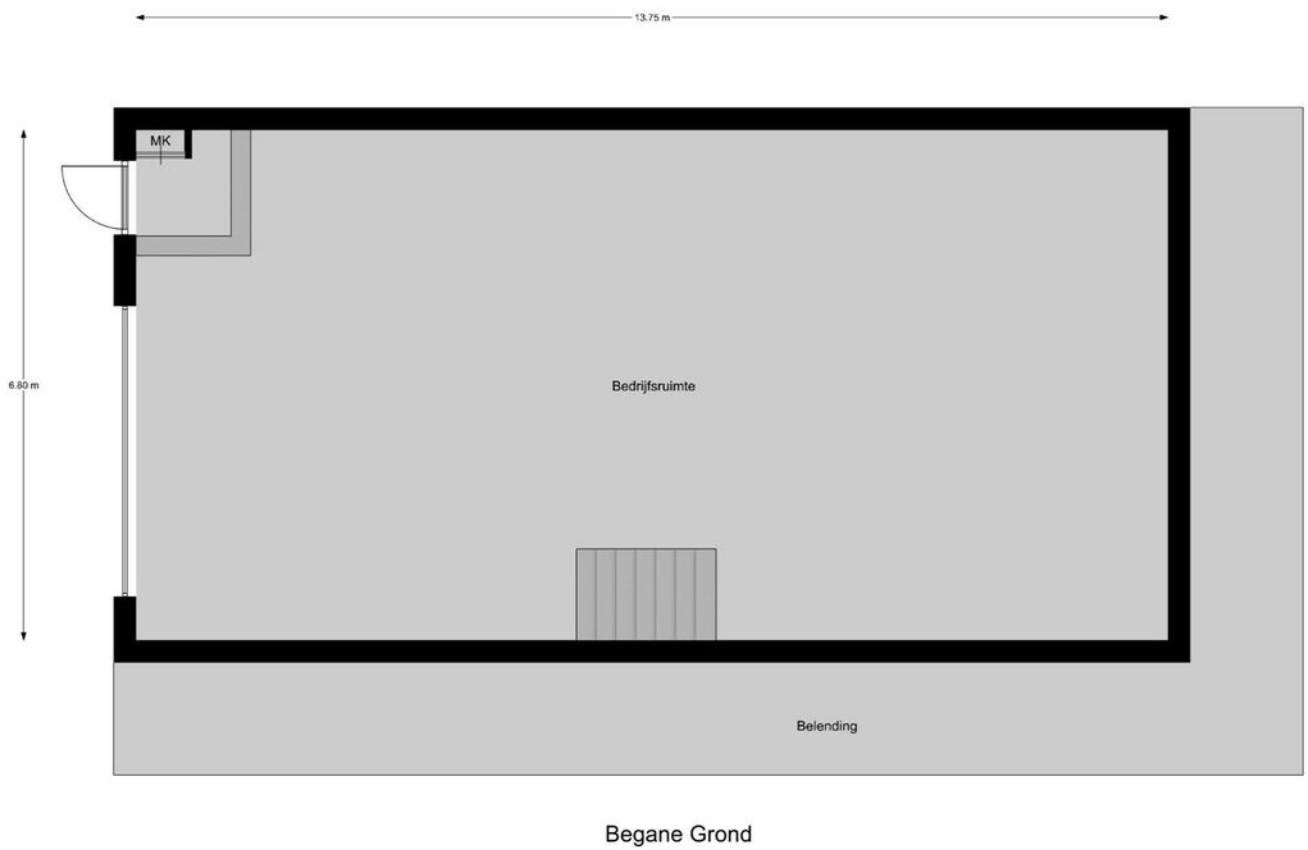 13.75 m
MK
6.80 m
Bedrijfsruimte
Belending
Begane Grond